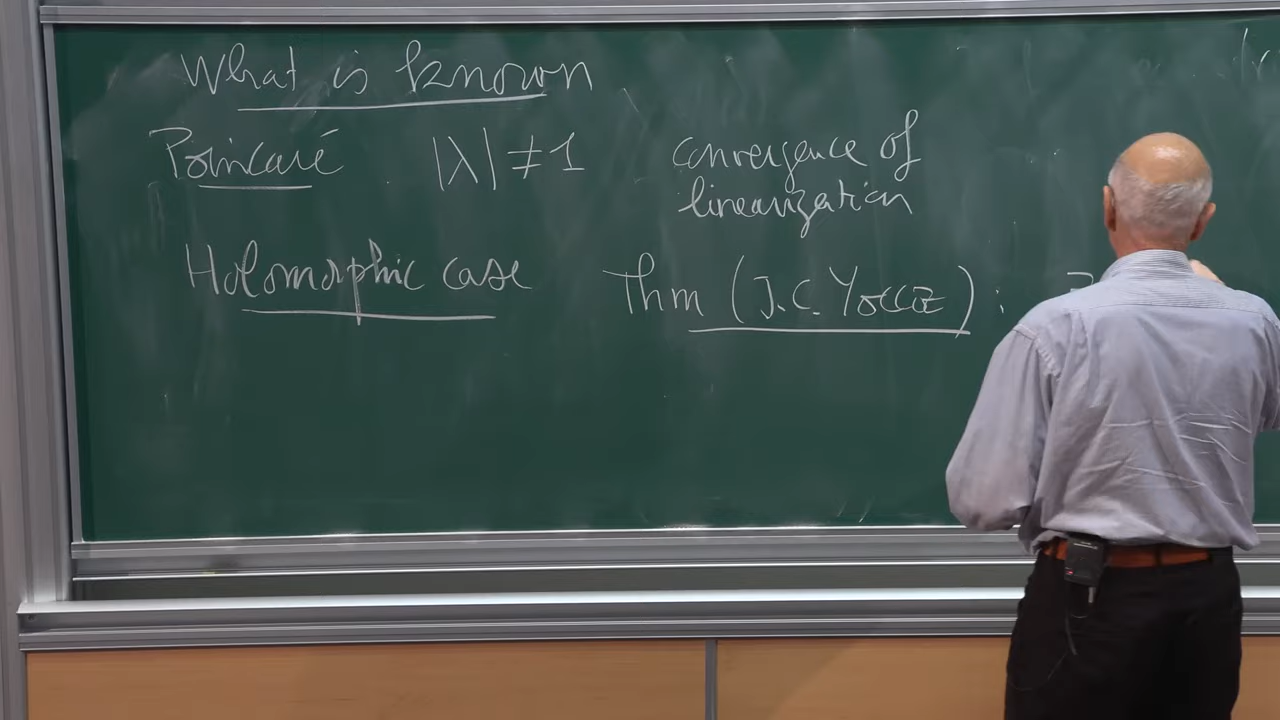 What is known
Poincaré |λ| ≠ 1 convergence of
linearization
Holomorphic case Thm (J.C. Yoccoz) :